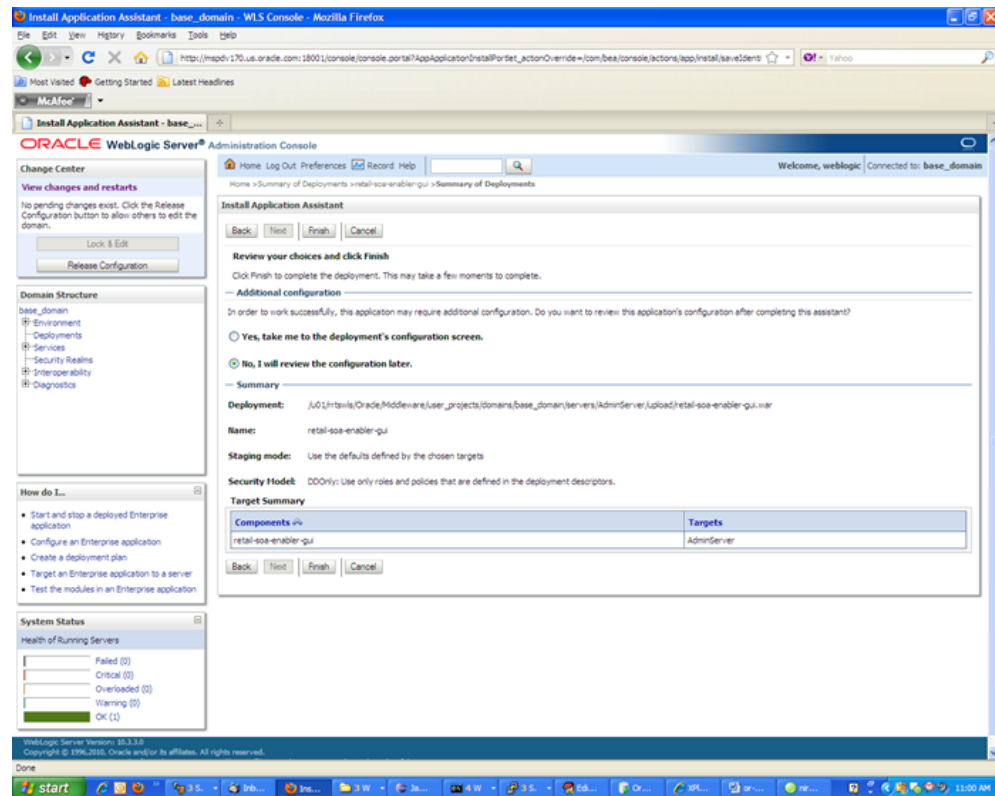 Install Application Assistant - base_domain - WLS Console - Mozilla Firefox
File Edit View History Bookmarks Tools Help
Yahoo
Most Visited Getting Started Latest Headlines
McAfee
Install Application Assistant - base_...
ORACLE WebLogic Server® Administration Console
Change Center
View changes and restarts
No pending changes exist. Click the Release
Configuration button to allow others to edit the
domain.
Lock & Edit
Release Configuration
Domain Structure
base_domain
Environment
Deployments
Services
Security Realms
Interoperability
Diagnostics
How do I...
Start and stop a deployed Enterprise
application
Configure an Enterprise application
Create a deployment plan
Target an Enterprise application to a server
Test the modules in an Enterprise application
System Status
Health of Running Servers
Failed (0)
Critical (0)
Overloaded (0)
Warning (0)
OK (1)
Home Log Out Preferences Record Help
Welcome, weblogic Connected to: base_domain
Home >Summary of Deployments >retail-soa-enabler-gui >Summary of Deployments
Install Application Assistant
Back Next Finish Cancel
Review your choices and click Finish
Click Finish to complete the deployment. This may take a few moments to complete.
Additional configuration
In order to work successfully, this application may require additional configuration. Do you want to review this application's configuration after completing this assistant?
Yes, take me to the deployment's configuration screen.
No, I will review the configuration later.
Summary
Deployment: /u01/rrtswls/Oracle/Middleware/user_projects/domains/base_domain/servers/AdminServer/upload/retail-soa-enabler-gui.war
Name: retail-soa-enabler-gui
Staging mode: Use the defaults defined by the chosen targets
Security Model: DDOnly: Use only roles and policies that are defined in the deployment descriptors.
Target Summary
Components Targets
retail-soa-enabler-gui AdminServer
Back Next Finish Cancel
WebLogic Server Version: 10.3.3.0
Copyright © 1996,2010, Oracle and/or its affiliates. All rights reserved.
Done
start 3 S. Inb... Ins... 3 W Ja... 4 W 3 S. Edi... Or... XPL... or-... nr... 11:00 AM